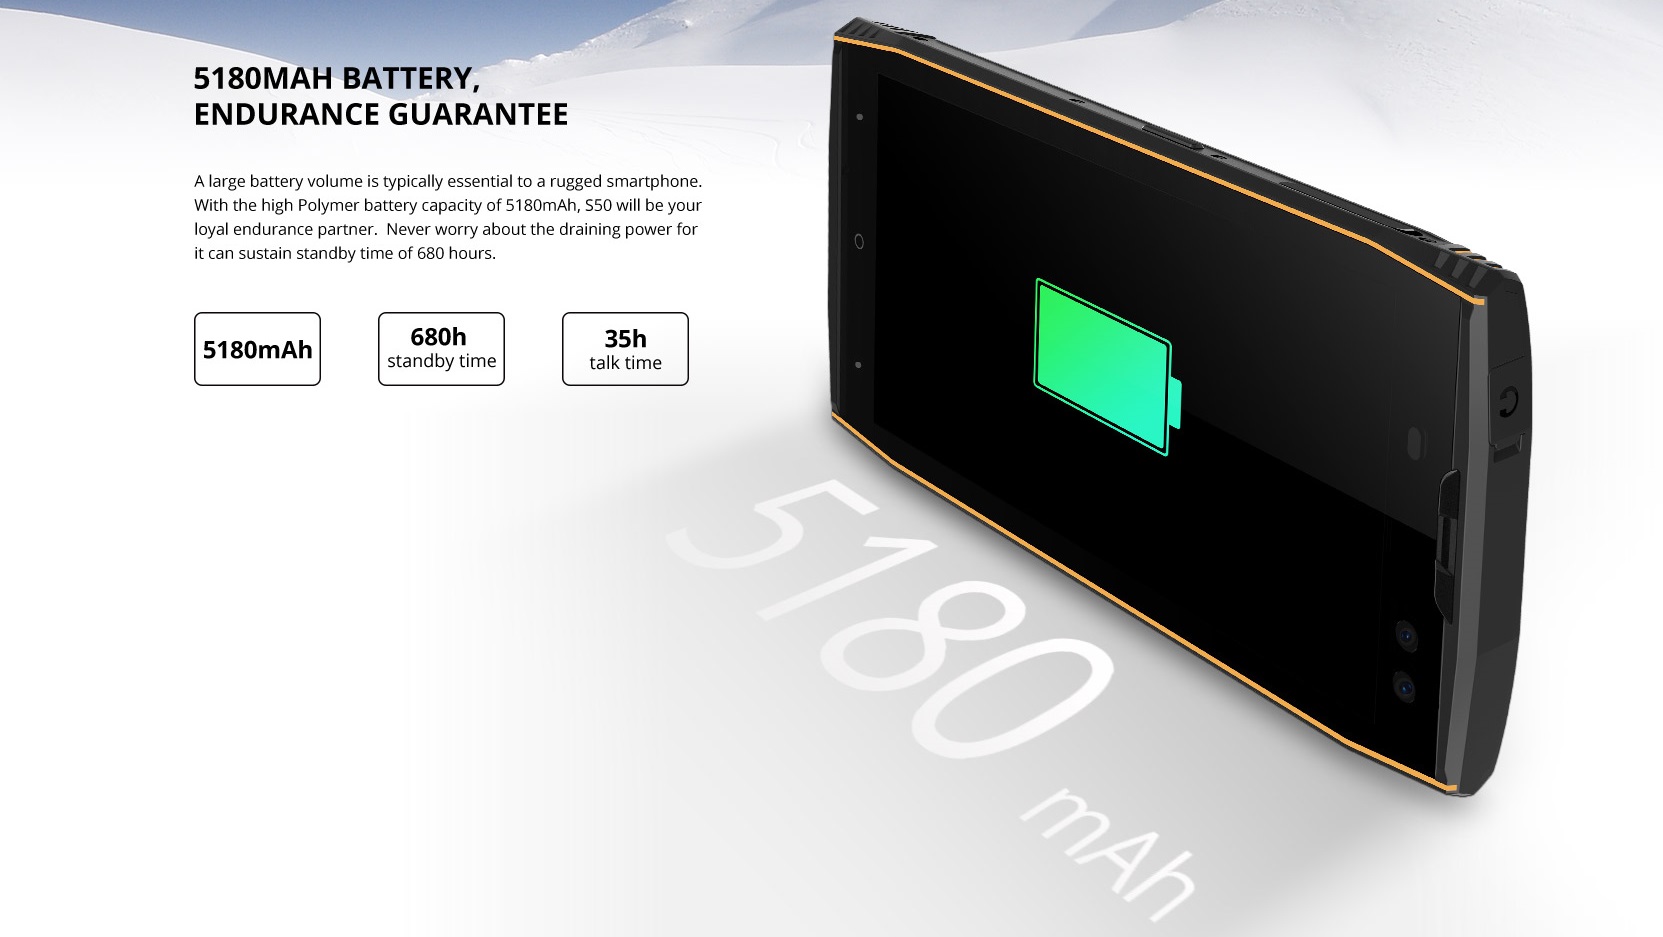 5180MAH BATTERY,
ENDURANCE GUARANTEE
A large battery volume is typically essential to a rugged smartphone.
With the high Polymer battery capacity of 5180mAh, S50 will be your
loyal endurance partner.  Never worry about the draining power for
it can sustain standby time of 680 hours.
5180mAh
680h
standby time
35h
talk time
5180 mAh